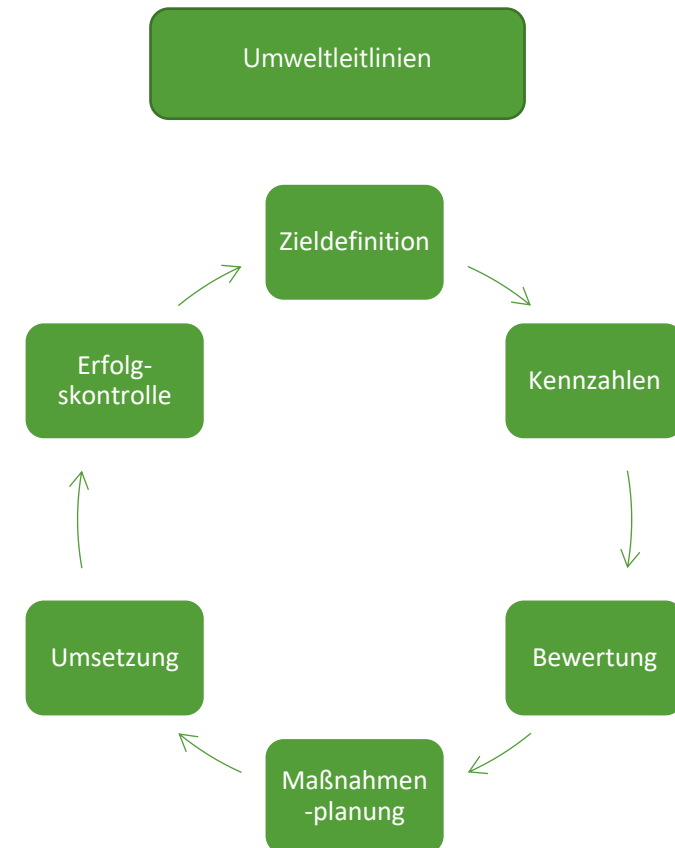 Umweltleitlinien
Zieldefinition
Kennzahlen
Bewertung
Maßnahmen
-planung
Umsetzung
Erfolg-
skontrolle